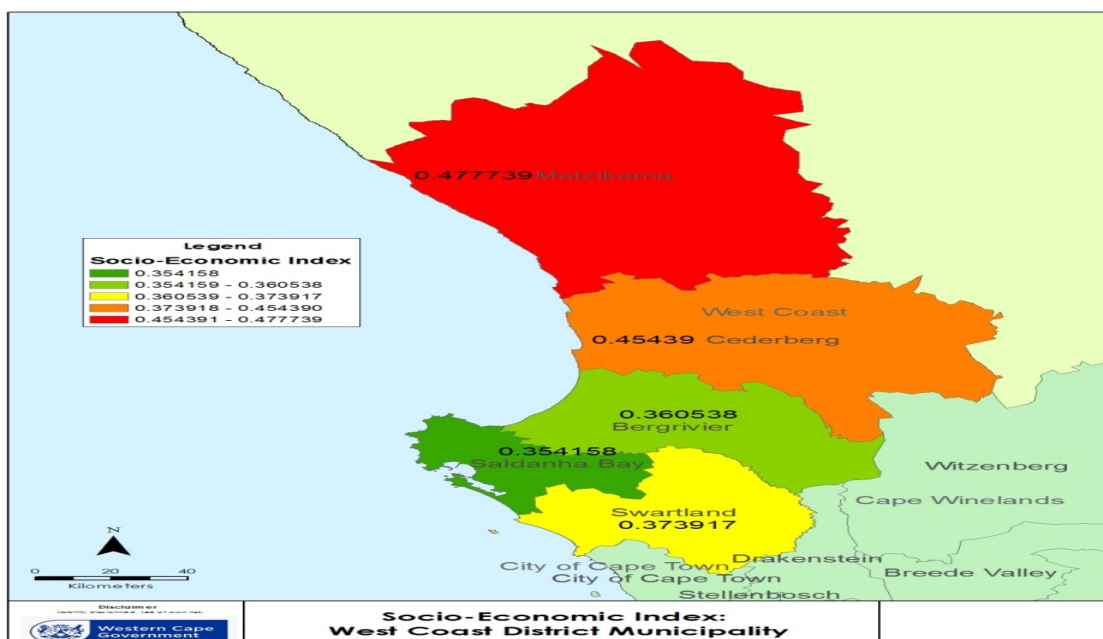 0.477739 Matzikama
Legend
Socio-Economic Index
0.354158
0.354159 - 0.360538
0.360539 - 0.373917
0.373918 - 0.454390
0.454391 - 0.477739
West Coast
0.45439 Cederberg
0.360538
Bergrivier
0.354158
Saldanha Bay
Witzenberg
Cape Winelands
Swartland
0.373917
N
Drakenstein
City of Cape Town
City of Cape Town
Breede Valley
Stellenbosch
0 20 40
Kilometers
Disclaimer
Western Cape
Government
Socio-Economic Index:
West Coast District Municipality